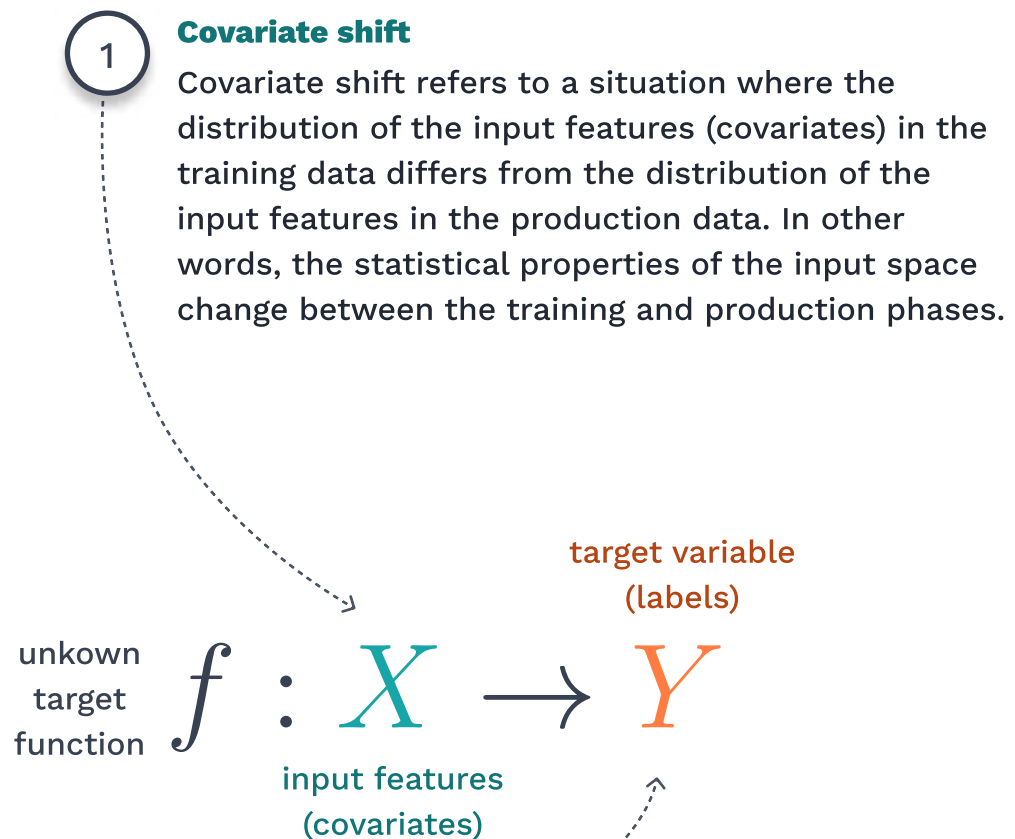 1
Covariate shift
Covariate shift refers to a situation where the
distribution of the input features (covariates) in the
training data differs from the distribution of the
input features in the production data. In other
words, the statistical properties of the input space
change between the training and production phases.
target variable
(labels)
unkown
target
function
f : X → Y
input features
(covariates)